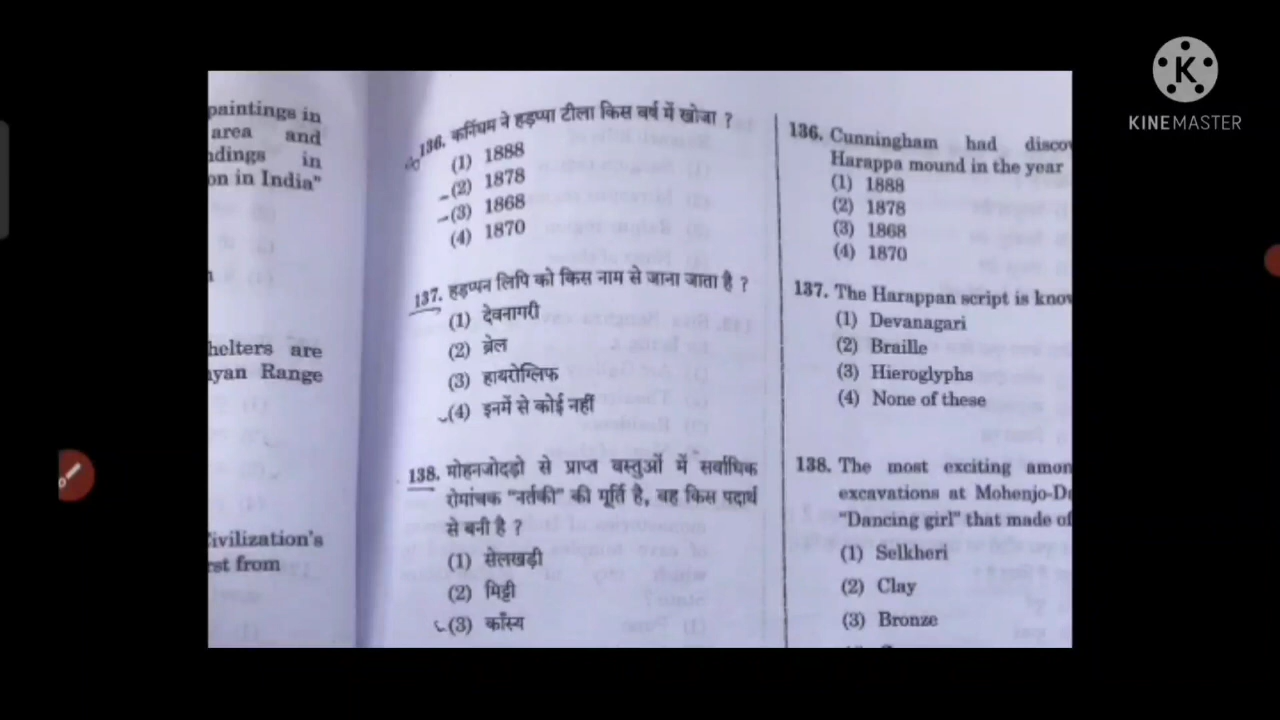 KINEMASTER
paintings in
area and
ndings in
on in India"
helters are
yan Range
Civilization's
rst from
136. कनिंघम ने हड़प्पा टीला किस वर्ष में खोजा ?
(1) 1888
(2) 1878
(3) 1868
(4) 1870
137. हड़प्पन लिपि को किस नाम से जाना जाता है ?
(1) देवनागरी
(2) ब्रेल
(3) हायरोग्लिफ
(4) इनमें से कोई नहीं
138. मोहनजोदड़ो से प्राप्त वस्तुओं में सर्वाधिक
रोमांचक "नर्तकी" की मूर्ति है, वह किस पदार्थ
से बनी है ?
(1) सेलखड़ी
(2) मिट्टी
(3) काँस्य
136. Cunningham had disco
Harappa mound in the year
(1) 1888
(2) 1878
(3) 1868
(4) 1870
137. The Harappan script is know
(1) Devanagari
(2) Braille
(3) Hieroglyphs
(4) None of these
138. The most exciting amon
excavations at Mohenjo-Da
"Dancing girl" that made of
(1) Selkheri
(2) Clay
(3) Bronze